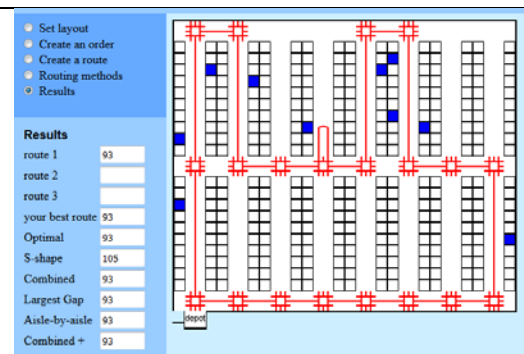 Set layout
Create an order
Create a route
Routing methods
Results
Results
route 1 93
route 2
route 3
your best route 93
Optimal 93
S-shape 105
Combined 93
Largest Gap 93
Aisle-by-aisle 93
Combined + 93
depot